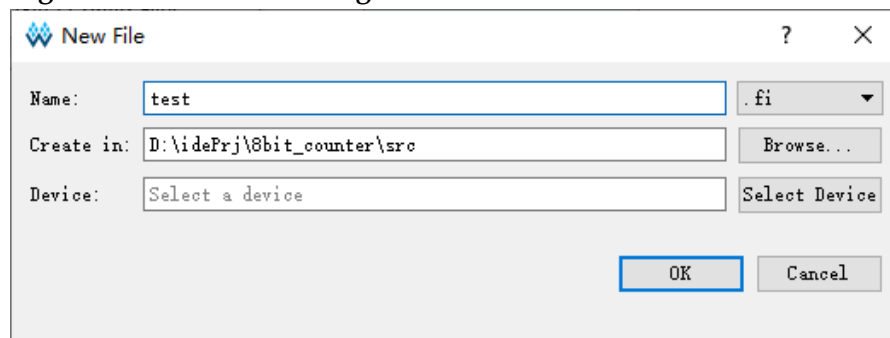 New File ? ×
Name: test .fi
Create in: D:\idePrj\8bit_counter\src Browse...
Device: Select a device Select Device
OK Cancel